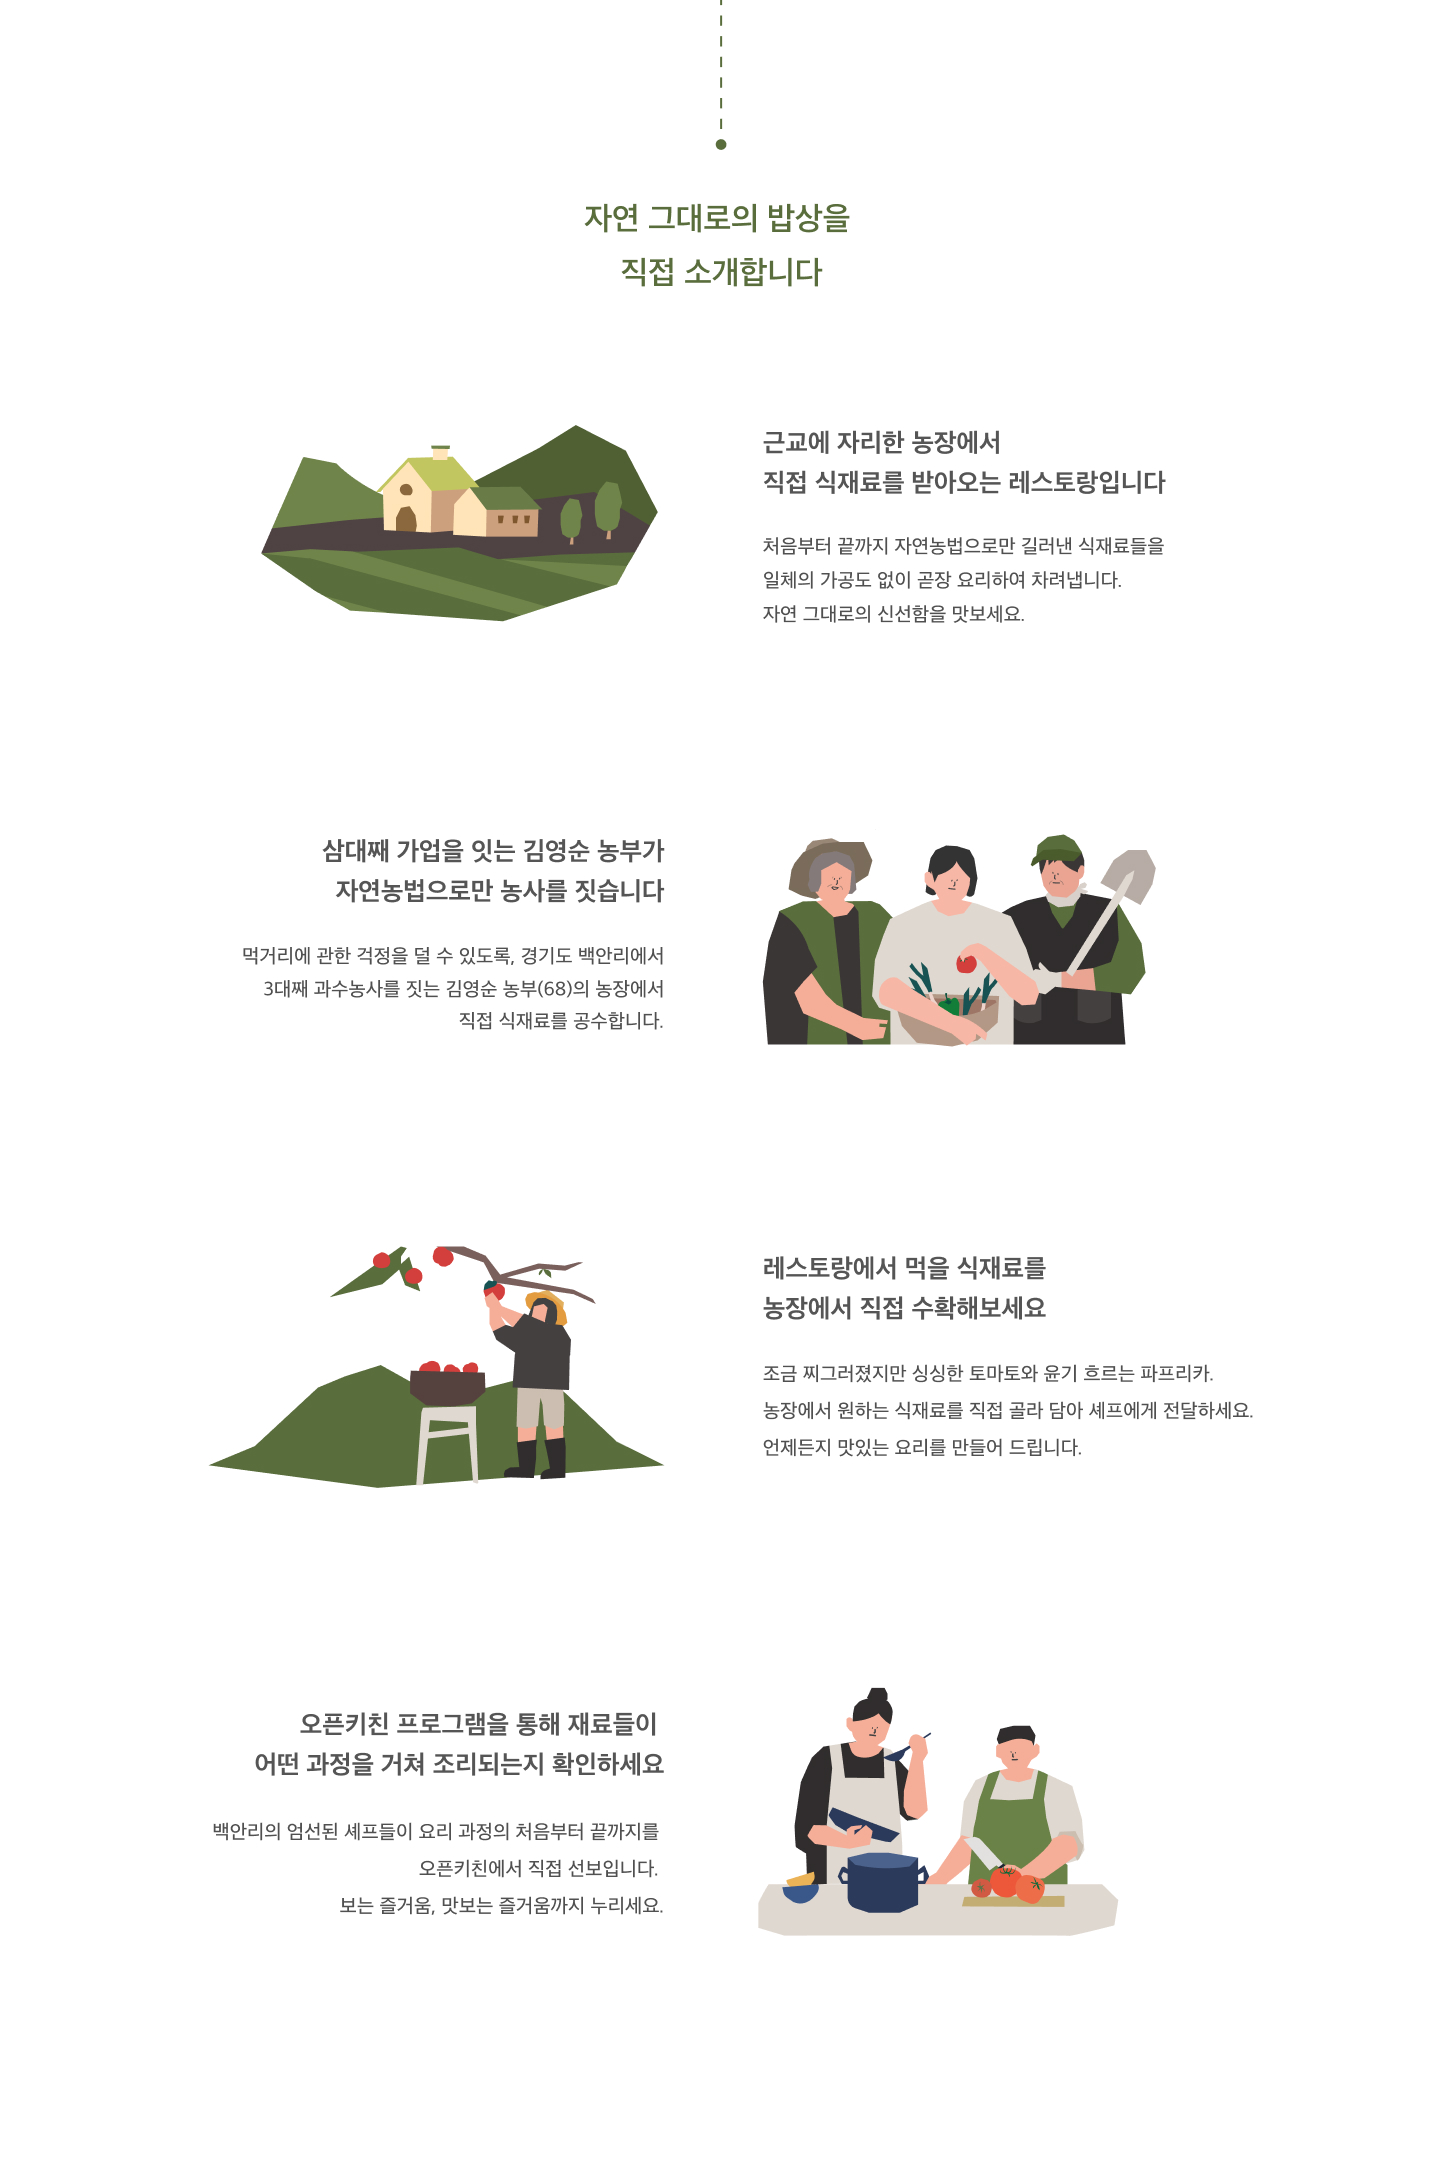 자연 그대로의 밥상을
직접 소개합니다
근교에 자리한 농장에서
직접 식재료를 받아오는 레스토랑입니다
처음부터 끝까지 자연농법으로만 길러낸 식재료들을
일체의 가공도 없이 곧장 요리하여 차려냅니다.
자연 그대로의 신선함을 맛보세요.
삼대째 가업을 잇는 김영순 농부가
자연농법으로만 농사를 짓습니다
먹거리에 관한 걱정을 덜 수 있도록, 경기도 백안리에서
3대째 과수농사를 짓는 김영순 농부(68)의 농장에서
직접 식재료를 공수합니다.
레스토랑에서 먹을 식재료를
농장에서 직접 수확해보세요
조금 찌그러졌지만 싱싱한 토마토와 윤기 흐르는 파프리카.
농장에서 원하는 식재료를 직접 골라 담아 셰프에게 전달하세요.
언제든지 맛있는 요리를 만들어 드립니다.
오픈키친 프로그램을 통해 재료들이
어떤 과정을 거쳐 조리되는지 확인하세요
백안리의 엄선된 셰프들이 요리 과정의 처음부터 끝까지를
오픈키친에서 직접 선보입니다.
보는 즐거움, 맛보는 즐거움까지 누리세요.